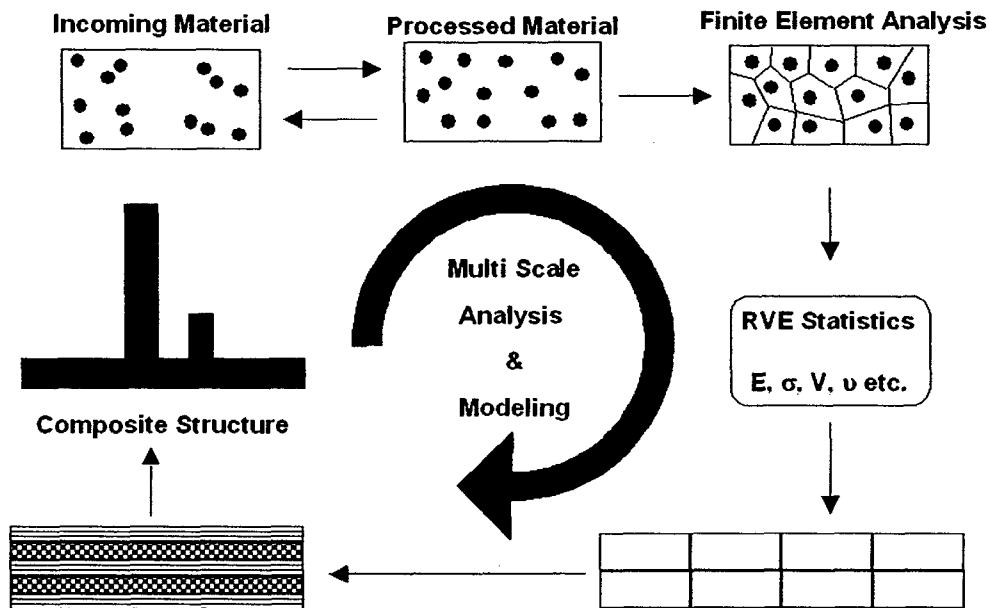 Incoming Material
Processed Material
Finite Element Analysis
Multi Scale
Analysis
&
Modeling
RVE Statistics
E, σ, V, υ etc.
Composite Structure